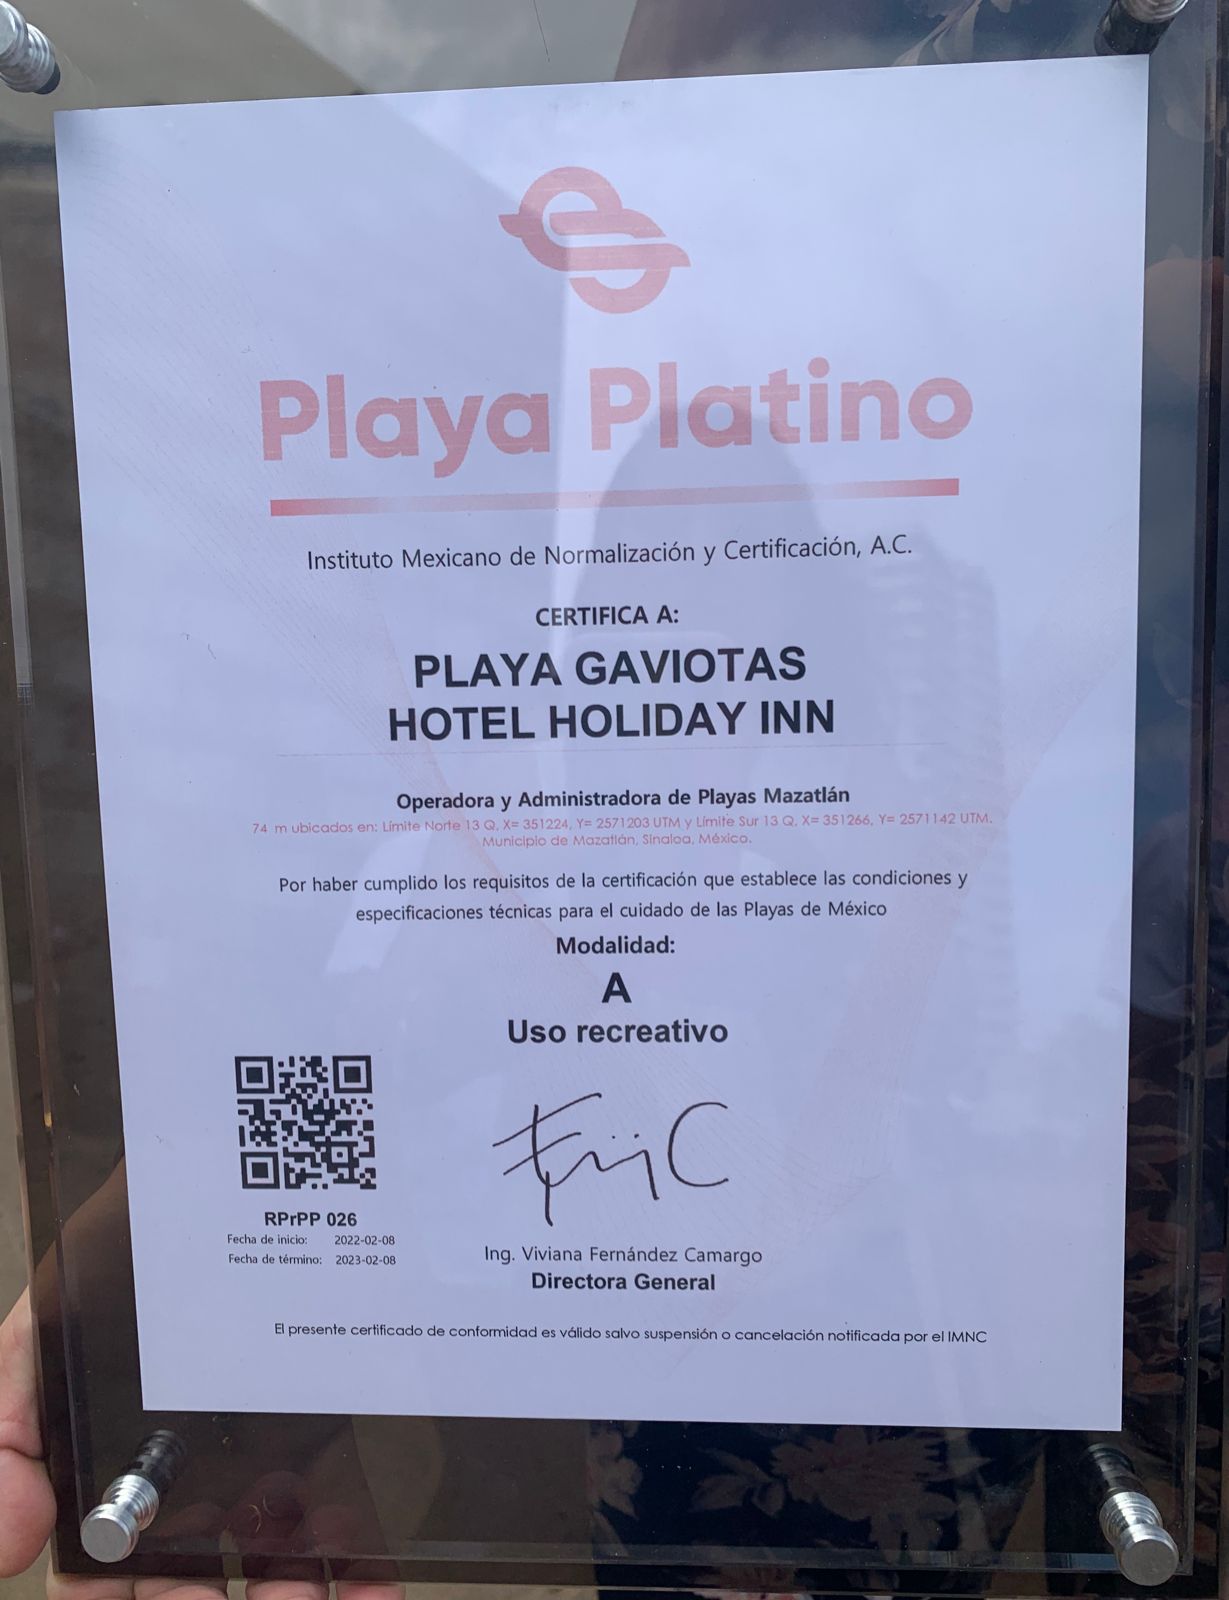 Playa Platino
Instituto Mexicano de Normalización y Certificación, A.C.
CERTIFICA A:
PLAYA GAVIOTAS
HOTEL HOLIDAY INN
Operadora y Administradora de Playas Mazatlán
74 m ubicados en: Límite Norte 13 Q, X= 351224, Y= 2571203 UTM y Límite Sur 13 Q, X= 351266, Y= 2571142 UTM.
Municipio de Mazatlán, Sinaloa, México.
Por haber cumplido los requisitos de la certificación que establece las condiciones y
especificaciones técnicas para el cuidado de las Playas de México
Modalidad:
A
Uso recreativo
RPrPP 026
Fecha de inicio: 2022-02-08
Fecha de término: 2023-02-08
Ing. Viviana Fernández Camargo
Directora General
El presente certificado de conformidad es válido salvo suspensión o cancelación notificada por el IMNC